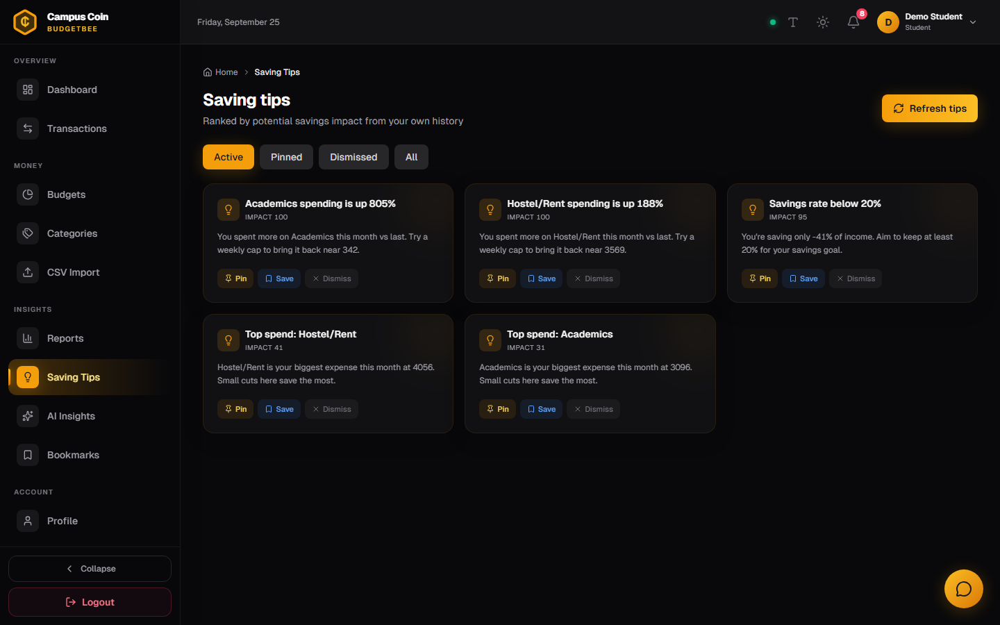 Campus Coin
BUDGETBEE
OVERVIEW
Dashboard
Transactions
MONEY
Budgets
Categories
CSV Import
INSIGHTS
Reports
Saving Tips
AI Insights
Bookmarks
ACCOUNT
Profile
Collapse
Logout
Friday, September 25
8
D
Demo Student
Student
Home > Saving Tips
Saving tips
Ranked by potential savings impact from your own history
Refresh tips
Active
Pinned
Dismissed
All
Academics spending is up 805%
IMPACT 100
You spent more on Academics this month vs last. Try a
weekly cap to bring it back near 342.
Pin
Save
Dismiss
Hostel/Rent spending is up 188%
IMPACT 100
You spent more on Hostel/Rent this month vs last. Try a
weekly cap to bring it back near 3569.
Pin
Save
Dismiss
Savings rate below 20%
IMPACT 95
You're saving only -41% of income. Aim to keep at least
20% for your savings goal.
Pin
Save
Dismiss
Top spend: Hostel/Rent
IMPACT 41
Hostel/Rent is your biggest expense this month at 4056.
Small cuts here save the most.
Pin
Save
Dismiss
Top spend: Academics
IMPACT 31
Academics is your biggest expense this month at 3096.
Small cuts here save the most.
Pin
Save
Dismiss